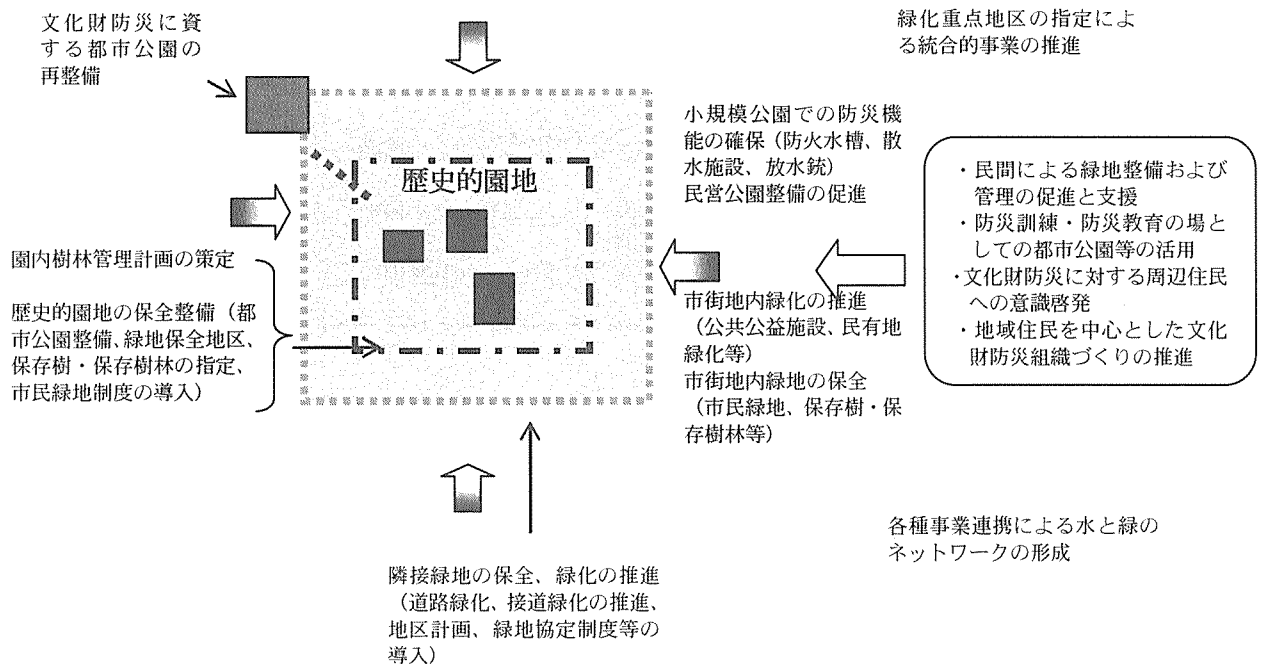 文化財防災に資
する都市公園の
再整備
緑化重点地区の指定によ
る統合的事業の推進
小規模公園での防災機
能の確保（防火水槽、散
水施設、放水銃）
民営公園整備の促進
歴史的園地
・民間による緑地整備および
管理の促進と支援
・防災訓練・防災教育の場と
しての都市公園等の活用
・文化財防災に対する周辺住民
への意識啓発
・地域住民を中心とした文化
財防災組織づくりの推進
園内樹林管理計画の策定
歴史的園地の保全整備（都
市公園整備、緑地保全地区、
保存樹・保存樹林の指定、
市民緑地制度の導入）
市街地内緑化の推進
（公共公益施設、民有地
緑化等）
市街地内緑地の保全
（市民緑地、保存樹・保
存樹林等）
各種事業連携による水と緑の
ネットワークの形成
隣接緑地の保全、緑化の推進
（道路緑化、接道緑化の推進、
地区計画、緑地協定制度等の
導入）